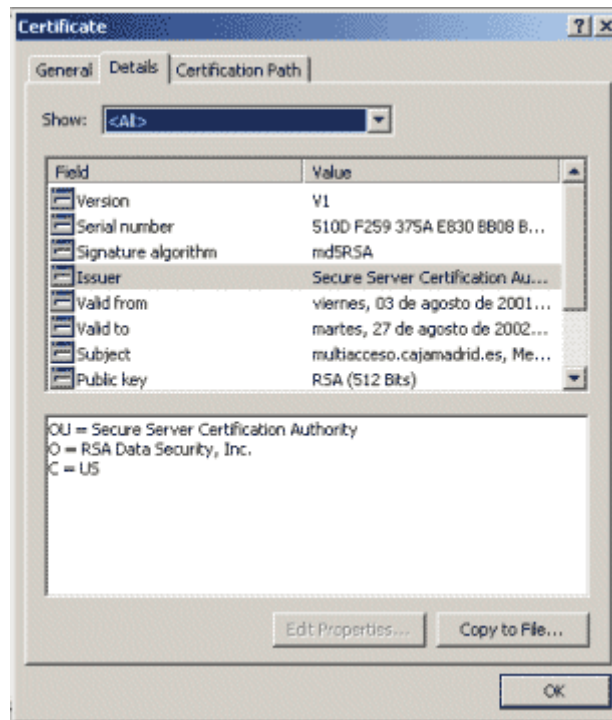 Certificate
General Details Certification Path
Show: <All>
Field Value
Version V1
Serial number 510D F259 375A E830 BB08 B...
Signature algorithm md5RSA
Issuer Secure Server Certification Au...
Valid from viernes, 03 de agosto de 2001...
Valid to martes, 27 de agosto de 2002...
Subject multiacceso.cajamadrid.es, Me...
Public key RSA (512 Bits)
OU = Secure Server Certification Authority
O = RSA Data Security, Inc.
C = US
Edit Properties... Copy to File...
OK